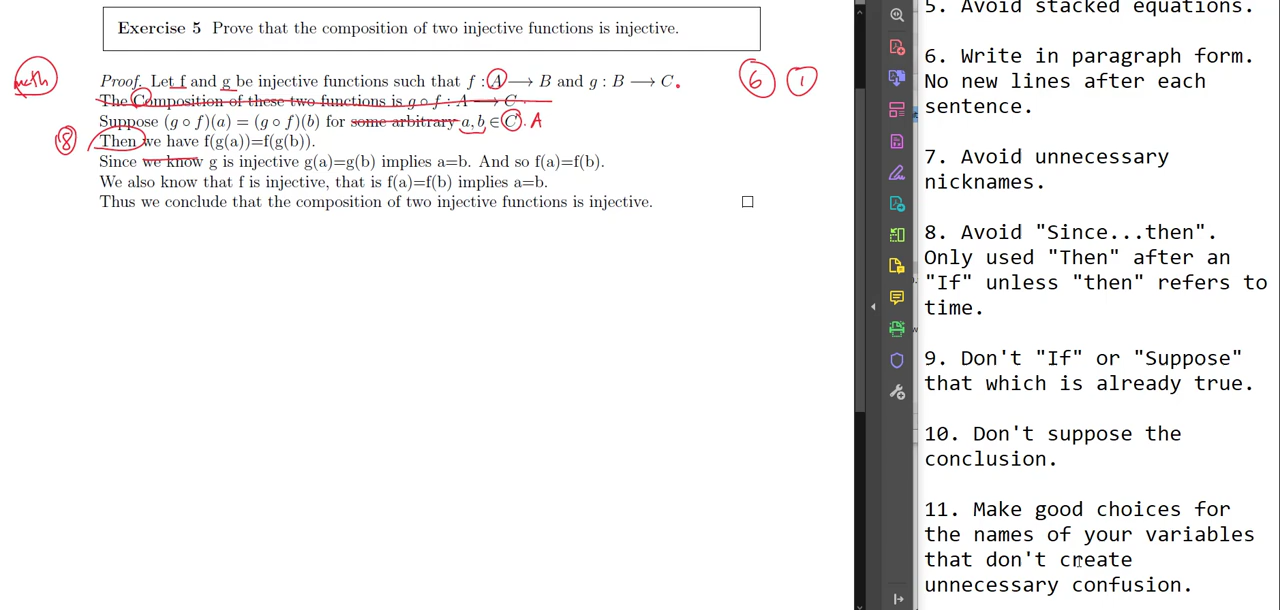 Exercise 5 Prove that the composition of two injective functions is injective.
math
Proof. Let f and g be injective functions such that f : A ⟶ B and g : B ⟶ C.
6 1
The Composition of these two functions is g ∘ f : A ⟶ C.
Suppose (g ∘ f)(a) = (g ∘ f)(b) for some arbitrary a, b ∈ C. A
8 Then we have f(g(a))=f(g(b)).
Since we know g is injective g(a)=g(b) implies a=b. And so f(a)=f(b).
We also know that f is injective, that is f(a)=f(b) implies a=b.
Thus we conclude that the composition of two injective functions is injective. □
5. Avoid stacked equations.
6. Write in paragraph form.
No new lines after each
sentence.
7. Avoid unnecessary
nicknames.
8. Avoid "Since...then".
Only used "Then" after an
"If" unless "then" refers to
time.
9. Don't "If" or "Suppose"
that which is already true.
10. Don't suppose the
conclusion.
11. Make good choices for
the names of your variables
that don't create
unnecessary confusion.